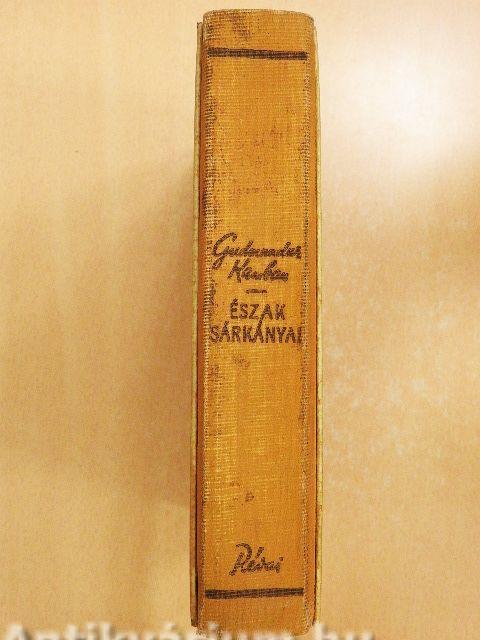 Gudmundur
Kamban
ÉSZAK
SÁRKÁNYAI
Révai